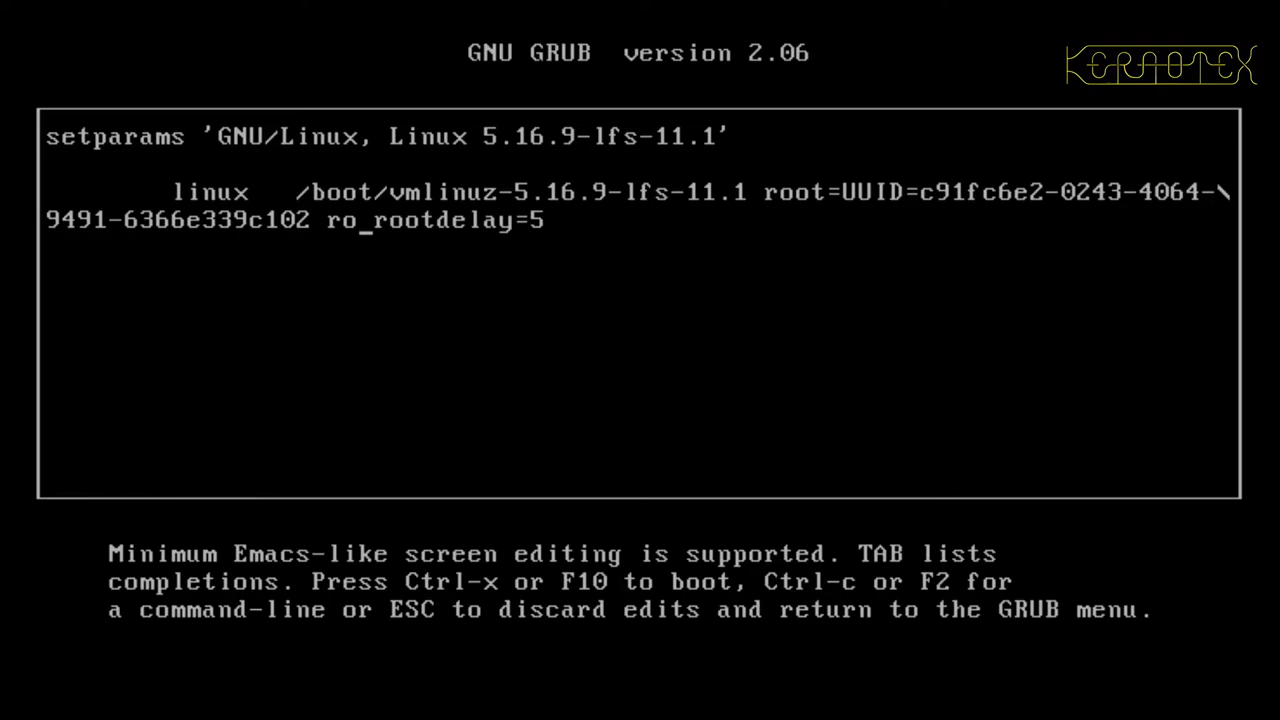 GNU GRUB version 2.06
KERNOTEX
setparams 'GNU/Linux, Linux 5.16.9-lfs-11.1'
linux /boot/vmlinuz-5.16.9-lfs-11.1 root=UUID=c91fc6e2-0243-4064-\
9491-6366e339c102 ro_rootdelay=5
Minimum Emacs-like screen editing is supported. TAB lists
completions. Press Ctrl-x or F10 to boot, Ctrl-c or F2 for
a command-line or ESC to discard edits and return to the GRUB menu.